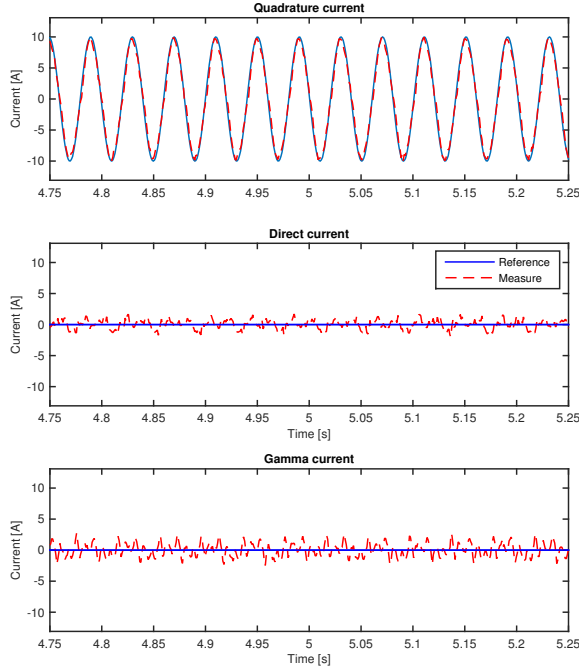 Quadrature current
10
5
0
-5
-10
Current [A]
4.75 4.8 4.85 4.9 4.95 5 5.05 5.1 5.15 5.2 5.25
Direct current
10
5
0
-5
-10
Current [A]
Reference
Measure
4.75 4.8 4.85 4.9 4.95 5 5.05 5.1 5.15 5.2 5.25
Time [s]
Gamma current
10
5
0
-5
-10
Current [A]
4.75 4.8 4.85 4.9 4.95 5 5.05 5.1 5.15 5.2 5.25
Time [s]